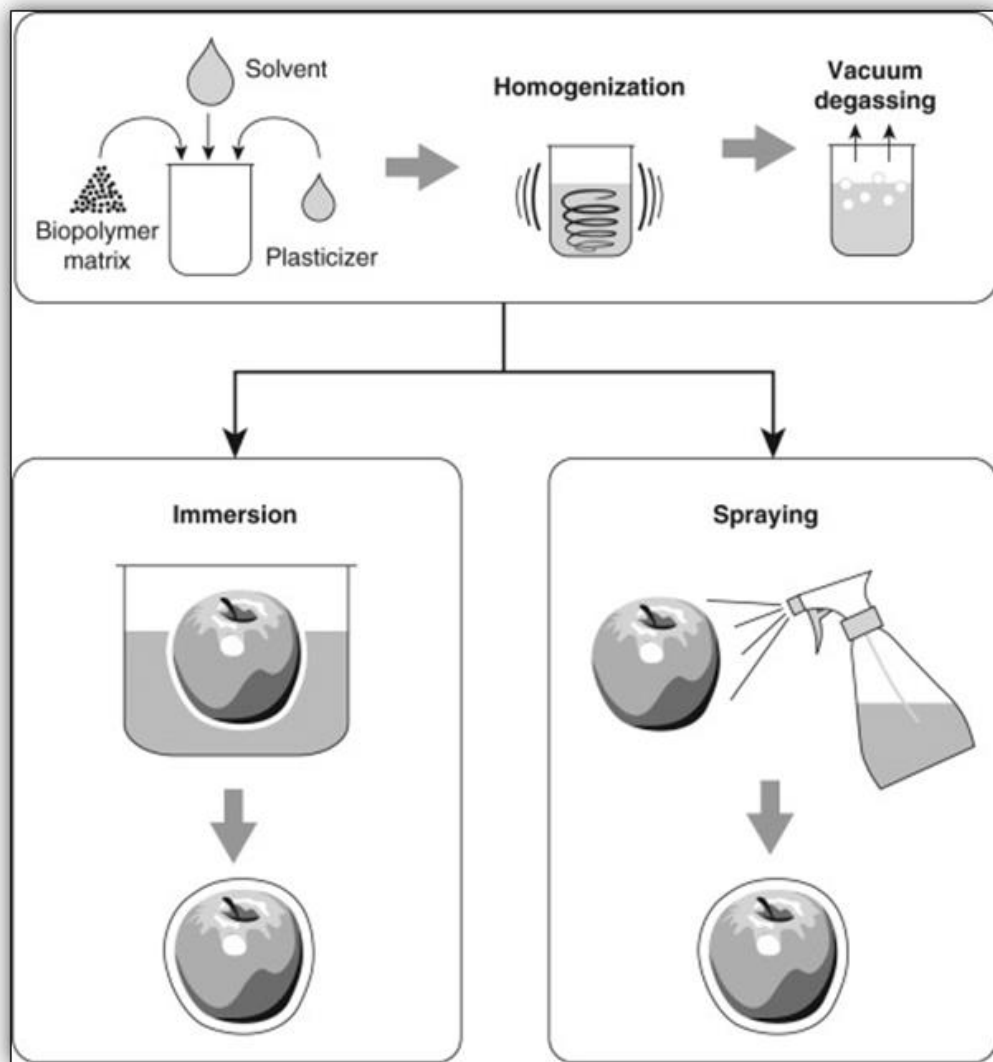 Solvent
Biopolymer
matrix
Plasticizer
Homogenization
Vacuum
degassing
Immersion
Spraying